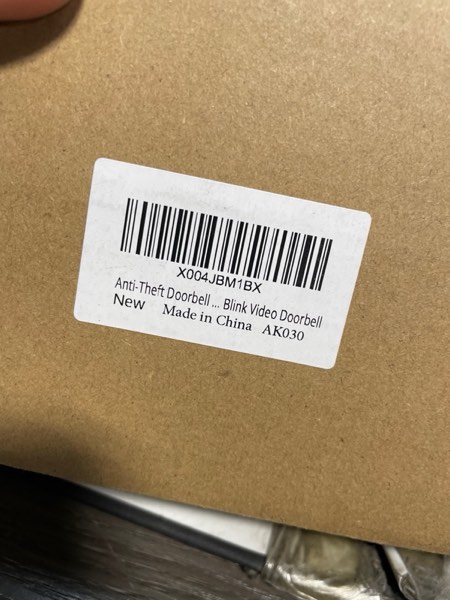 X004JBM1BX
Anti-Theft Doorbell ... Blink Video Doorbell
New Made in China AK030